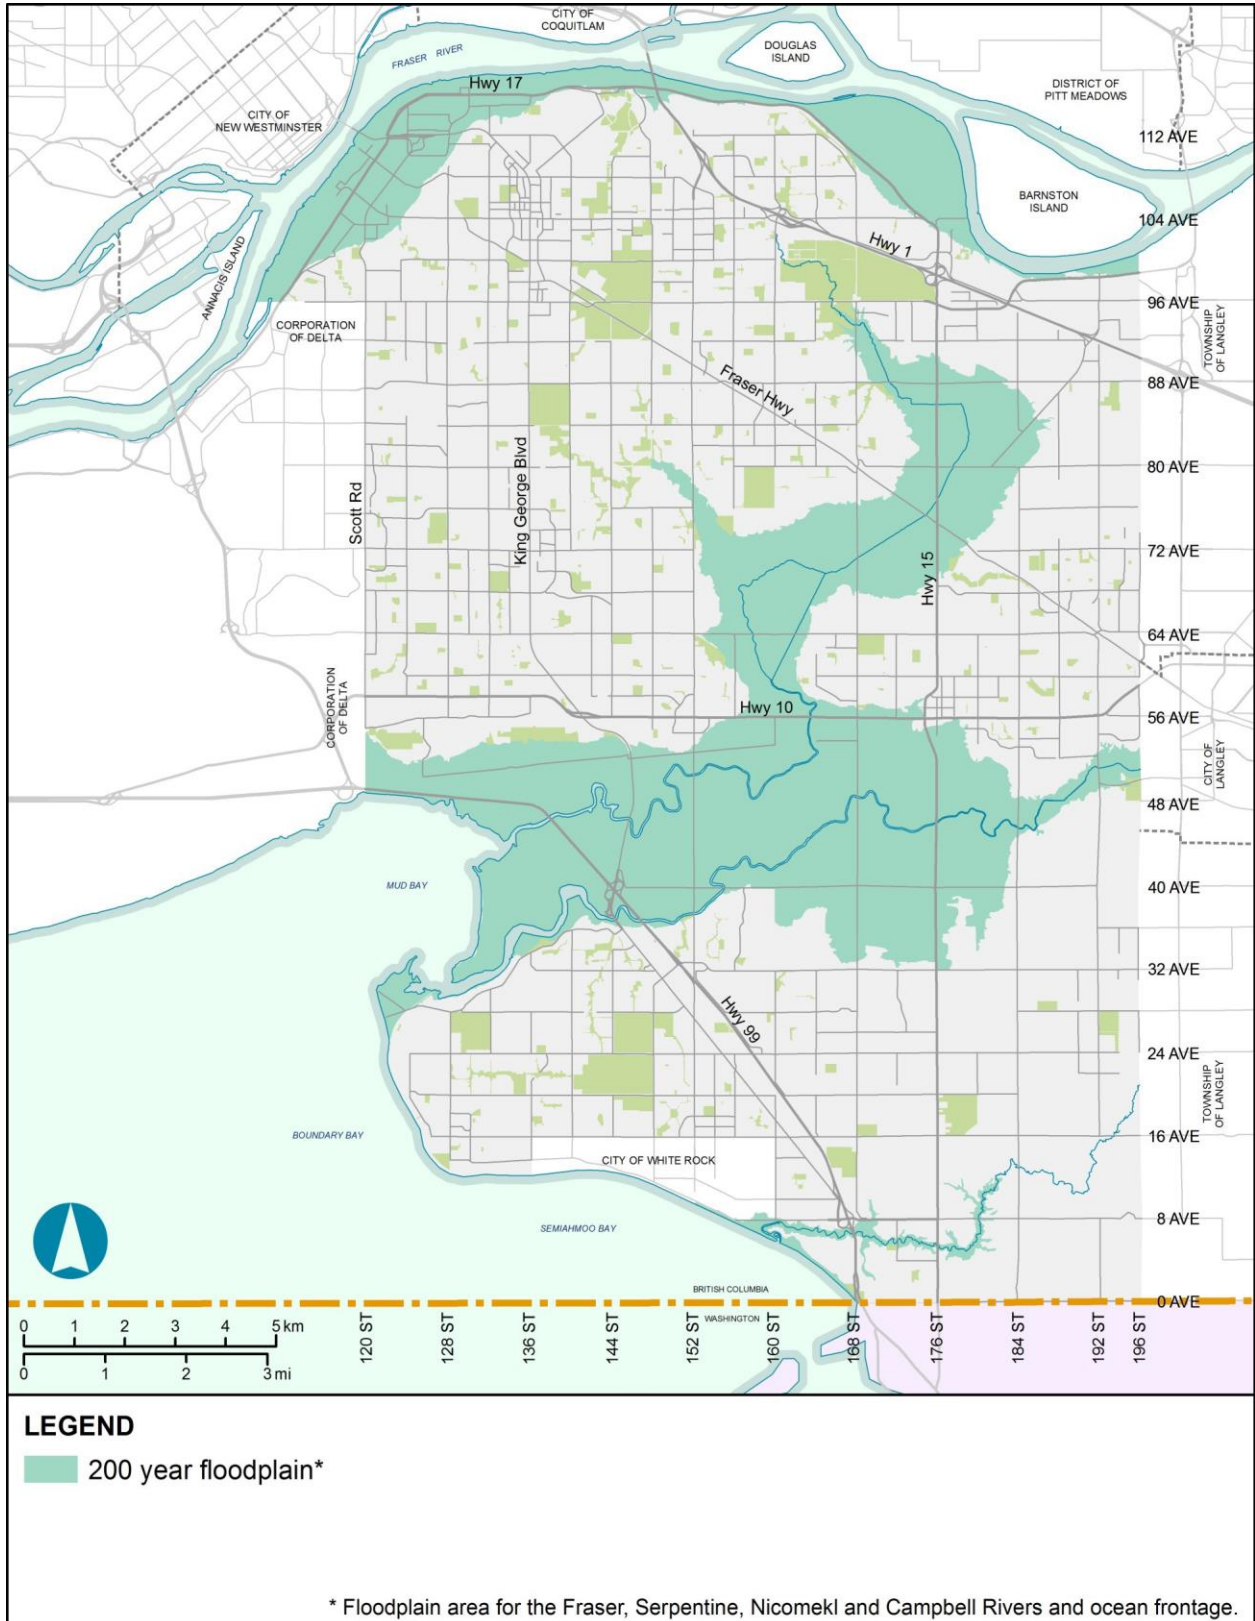 CITY OF
COQUITLAM
FRASER RIVER
DOUGLAS
ISLAND
Hwy 17
DISTRICT OF
PITT MEADOWS
CITY OF
NEW WESTMINSTER
112 AVE
BARNSTON
ISLAND
104 AVE
Hwy 1
ANNACIS ISLAND
96 AVE
CORPORATION
OF DELTA
TOWNSHIP
OF LANGLEY
88 AVE
Fraser Hwy
80 AVE
Scott Rd
King George Blvd
72 AVE
Hwy 15
64 AVE
CORPORATION
OF DELTA
Hwy 10
56 AVE
CITY OF
LANGLEY
48 AVE
MUD BAY
40 AVE
32 AVE
Hwy 99
24 AVE
TOWNSHIP
OF LANGLEY
BOUNDARY BAY
16 AVE
CITY OF WHITE ROCK
8 AVE
SEMIAHMOO BAY
BRITISH COLUMBIA
0 AVE
WASHINGTON
0 1 2 3 4 5 km
0 1 2 3 mi
120 ST
128 ST
136 ST
144 ST
152 ST
160 ST
168 ST
176 ST
184 ST
192 ST
196 ST
LEGEND
200 year floodplain*
* Floodplain area for the Fraser, Serpentine, Nicomekl and Campbell Rivers and ocean frontage.